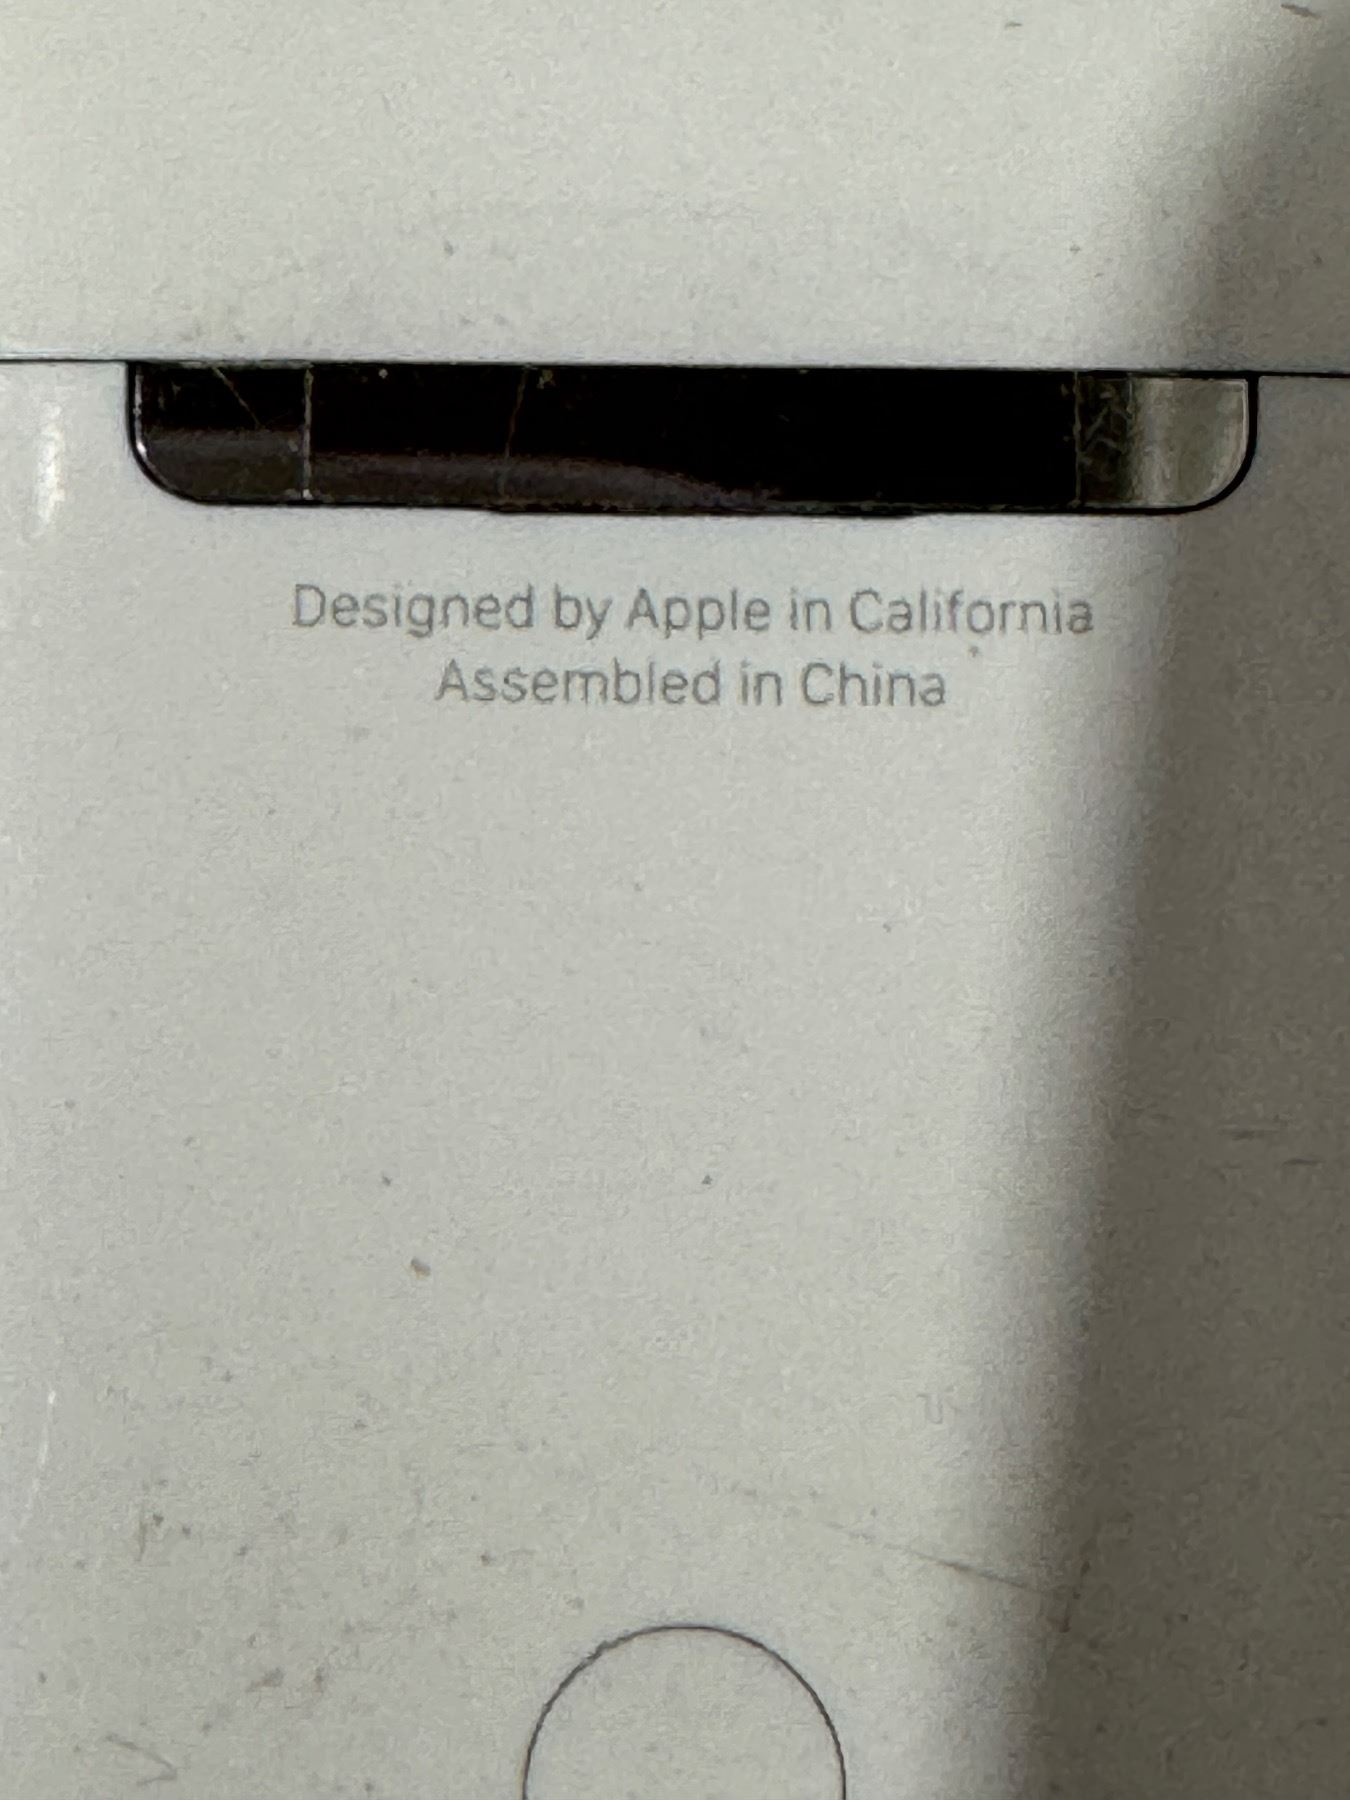 Designed by Apple in California
Assembled in China